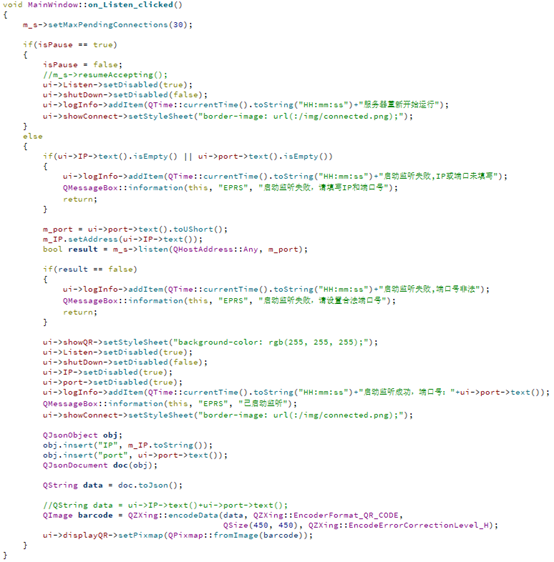 void MainWindow::on_Listen_clicked()
{
    m_s->setMaxPendingConnections(30);

    if(isPause == true)
    {
        isPause = false;
        //m_s->resumeAccepting();
        ui->Listen->setDisabled(true);
        ui->shutDown->setDisabled(false);
        ui->logInfo->addItem(QTime::currentTime().toString("HH:mm:ss")+"服务器重新开始运行");
        ui->showConnect->setStyleSheet("border-image: url(:/img/connected.png);");
    }
    else
    {
        if(ui->IP->text().isEmpty() || ui->port->text().isEmpty())
        {
            ui->logInfo->addItem(QTime::currentTime().toString("HH:mm:ss")+"启动监听失败,IP或端口未填写");
            QMessageBox::information(this, "EPRS", "启动监听失败，请填写IP和端口号");
            return;
        }

        m_port = ui->port->text().toUShort();
        m_IP.setAddress(ui->IP->text());
        bool result = m_s->listen(QHostAddress::Any, m_port);

        if(result == false)
        {
            ui->logInfo->addItem(QTime::currentTime().toString("HH:mm:ss")+"启动监听失败,端口号非法");
            QMessageBox::information(this, "EPRS", "启动监听失败，请设置合法端口号");
            return;
        }

        ui->showQR->setStyleSheet("background-color: rgb(255, 255, 255);");
        ui->Listen->setDisabled(true);
        ui->shutDown->setDisabled(false);
        ui->IP->setDisabled(true);
        ui->port->setDisabled(true);
        ui->logInfo->addItem(QTime::currentTime().toString("HH:mm:ss")+"启动监听成功，端口号："+ui->port->text());
        QMessageBox::information(this, "EPRS", "已启动监听");
        ui->showConnect->setStyleSheet("border-image: url(:/img/connected.png);");

        QJsonObject obj;
        obj.insert("IP", m_IP.toString());
        obj.insert("port", ui->port->text());
        QJsonDocument doc(obj);

        QString data = doc.toJson();

        //QString data = ui->IP->text()+ui->port->text();
        QImage barcode = QZXing::encodeData(data, QZXing::EncoderFormat_QR_CODE,
                                            QSize(450, 450), QZXing::EncodeErrorCorrectionLevel_H);
        ui->displayQR->setPixmap(QPixmap::fromImage(barcode));
    }
}